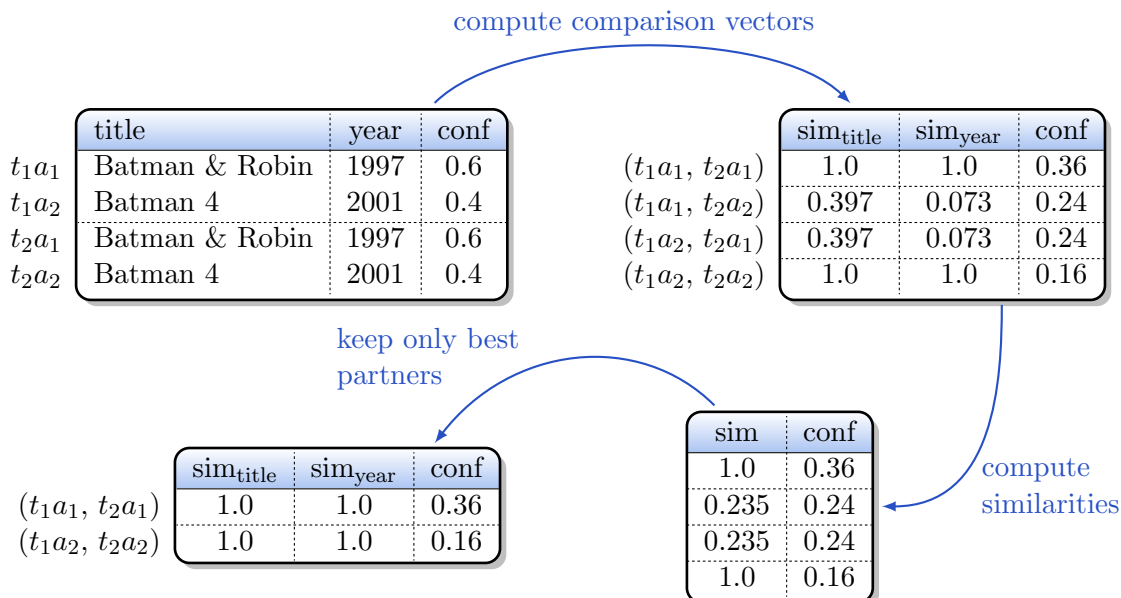 compute comparison vectors
title year conf
t₁a₁ Batman & Robin 1997 0.6
t₁a₂ Batman 4 2001 0.4
t₂a₁ Batman & Robin 1997 0.6
t₂a₂ Batman 4 2001 0.4
sim_title sim_year conf
(t₁a₁, t₂a₁) 1.0 1.0 0.36
(t₁a₁, t₂a₂) 0.397 0.073 0.24
(t₁a₂, t₂a₁) 0.397 0.073 0.24
(t₁a₂, t₂a₂) 1.0 1.0 0.16
keep only best
partners
sim_title sim_year conf
(t₁a₁, t₂a₁) 1.0 1.0 0.36
(t₁a₂, t₂a₂) 1.0 1.0 0.16
sim conf
1.0 0.36
0.235 0.24
0.235 0.24
1.0 0.16
compute
similarities